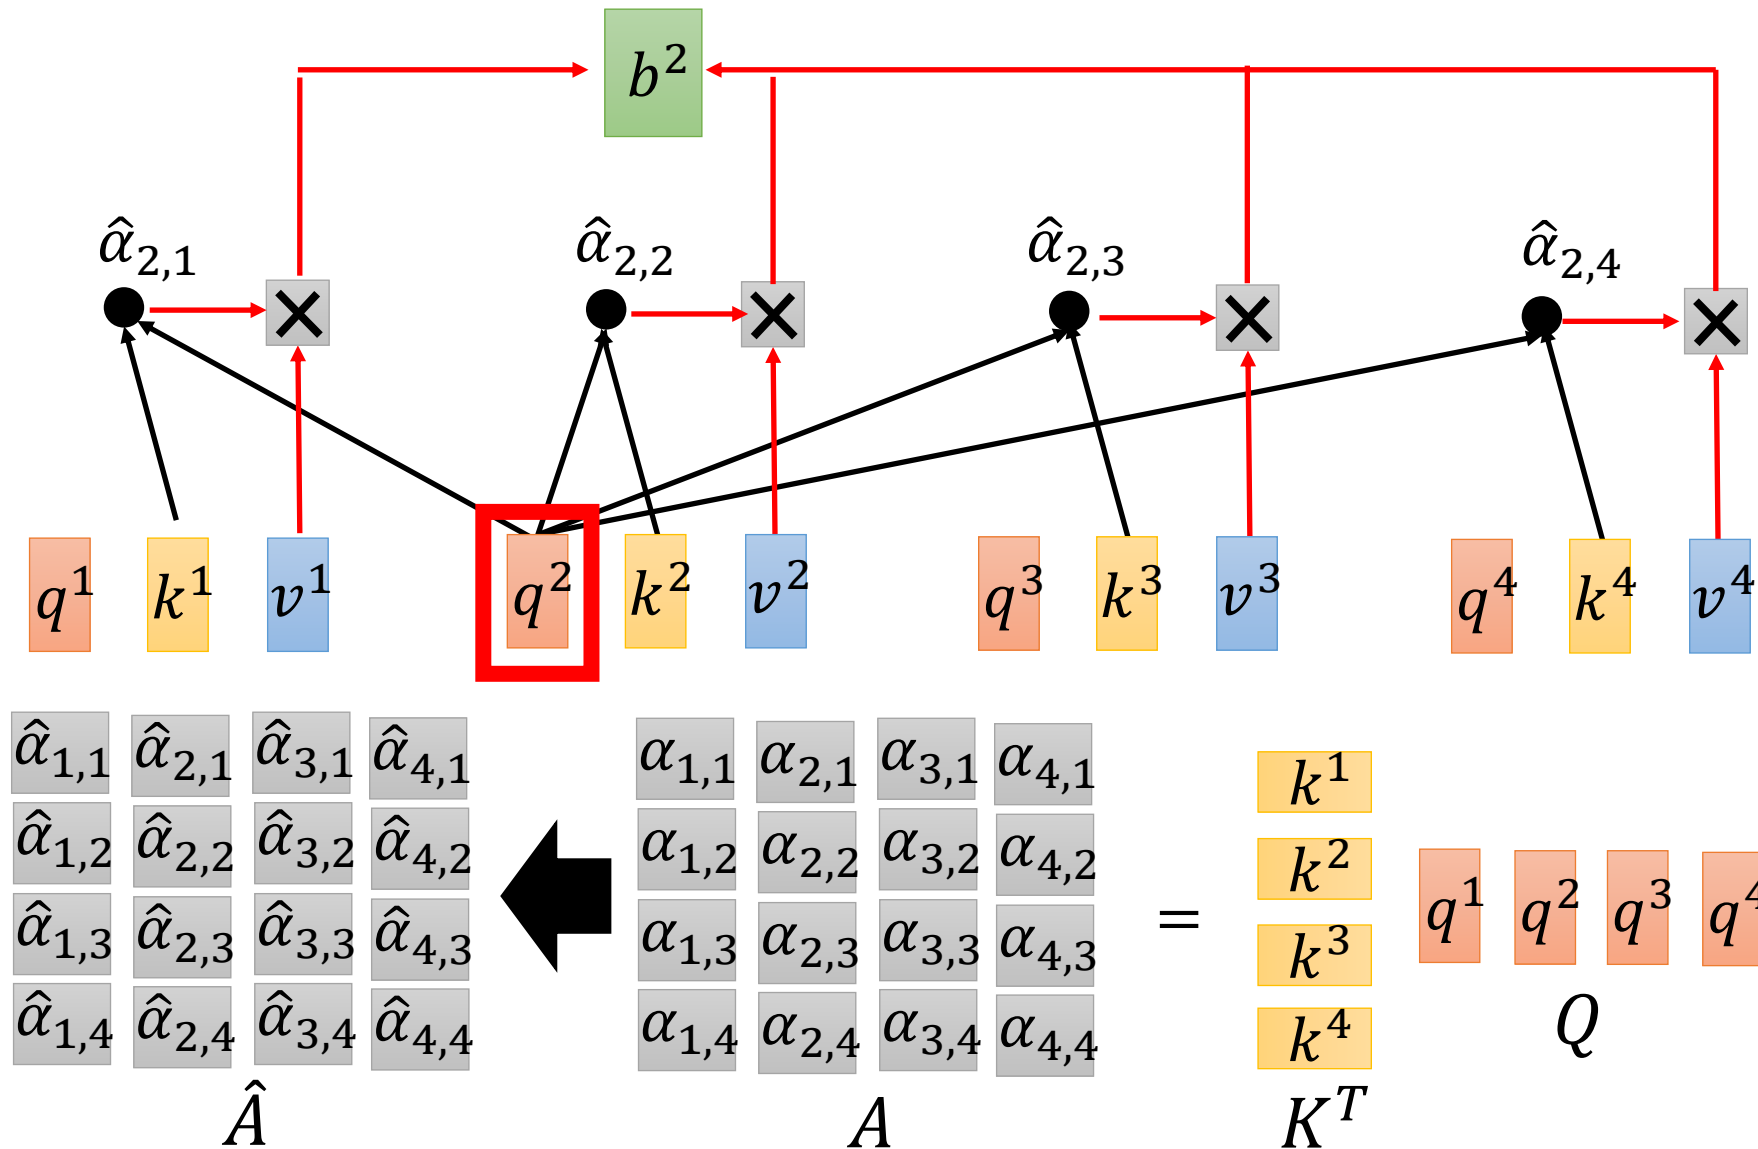 b²
α̂₂,₁ α̂₂,₂ α̂₂,₃ α̂₂,₄
× × × ×
q¹ k¹ v¹ q² k² v² q³ k³ v³ q⁴ k⁴ v⁴
α̂₁,₁ α̂₂,₁ α̂₃,₁ α̂₄,₁ α₁,₁ α₂,₁ α₃,₁ α₄,₁ k¹
α̂₁,₂ α̂₂,₂ α̂₃,₂ α̂₄,₂ α₁,₂ α₂,₂ α₃,₂ α₄,₂ k²
α̂₁,₃ α̂₂,₃ α̂₃,₃ α̂₄,₃ α₁,₃ α₂,₃ α₃,₃ α₄,₃ = k³ q¹ q² q³ q⁴
α̂₁,₄ α̂₂,₄ α̂₃,₄ α̂₄,₄ α₁,₄ α₂,₄ α₃,₄ α₄,₄ k⁴ Q
Â A Kᵀ